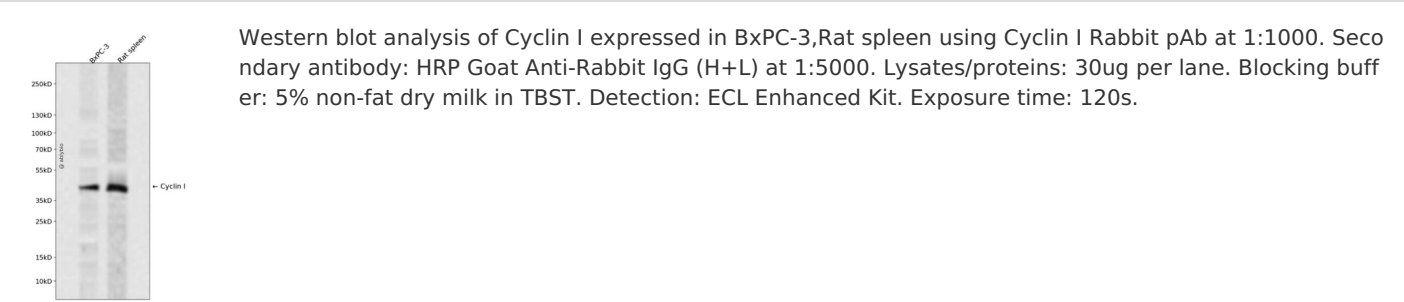 BxPC-3
Rat spleen
250kD
130kD
100kD
70kD
55kD
35kD
25kD
15kD
10kD
← Cyclin I
Western blot analysis of Cyclin I expressed in BxPC-3,Rat spleen using Cyclin I Rabbit pAb at 1:1000. Seco
ndary antibody: HRP Goat Anti-Rabbit IgG (H+L) at 1:5000. Lysates/proteins: 30ug per lane. Blocking buff
er: 5% non-fat dry milk in TBST. Detection: ECL Enhanced Kit. Exposure time: 120s.